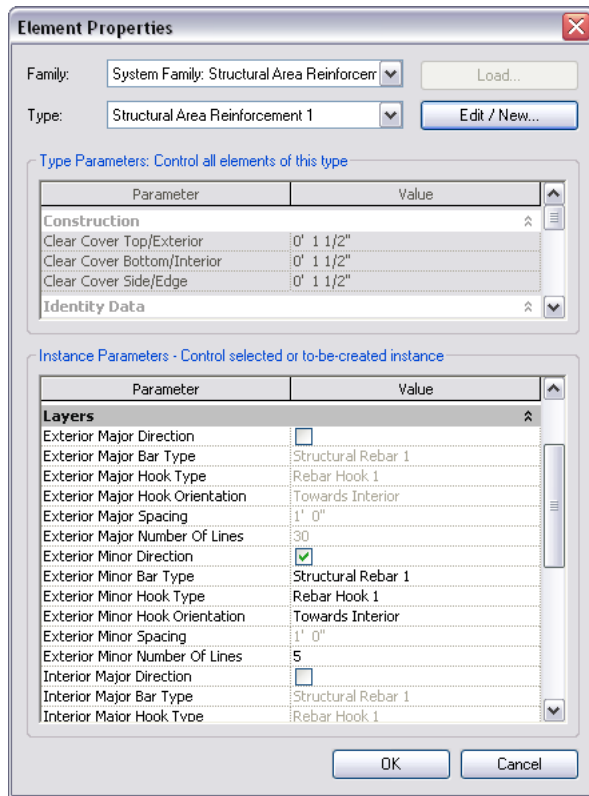 Element Properties
Family: System Family: Structural Area Reinforcem Load...
Type: Structural Area Reinforcement 1 Edit / New...
Type Parameters: Control all elements of this type
Parameter Value
Construction
Clear Cover Top/Exterior 0' 1 1/2"
Clear Cover Bottom/Interior 0' 1 1/2"
Clear Cover Side/Edge 0' 1 1/2"
Identity Data
Instance Parameters - Control selected or to-be-created instance
Parameter Value
Layers
Exterior Major Direction
Exterior Major Bar Type Structural Rebar 1
Exterior Major Hook Type Rebar Hook 1
Exterior Major Hook Orientation Towards Interior
Exterior Major Spacing 1' 0"
Exterior Major Number Of Lines 30
Exterior Minor Direction
Exterior Minor Bar Type Structural Rebar 1
Exterior Minor Hook Type Rebar Hook 1
Exterior Minor Hook Orientation Towards Interior
Exterior Minor Spacing 1' 0"
Exterior Minor Number Of Lines 5
Interior Major Direction
Interior Major Bar Type Structural Rebar 1
Interior Major Hook Type Rebar Hook 1
OK Cancel